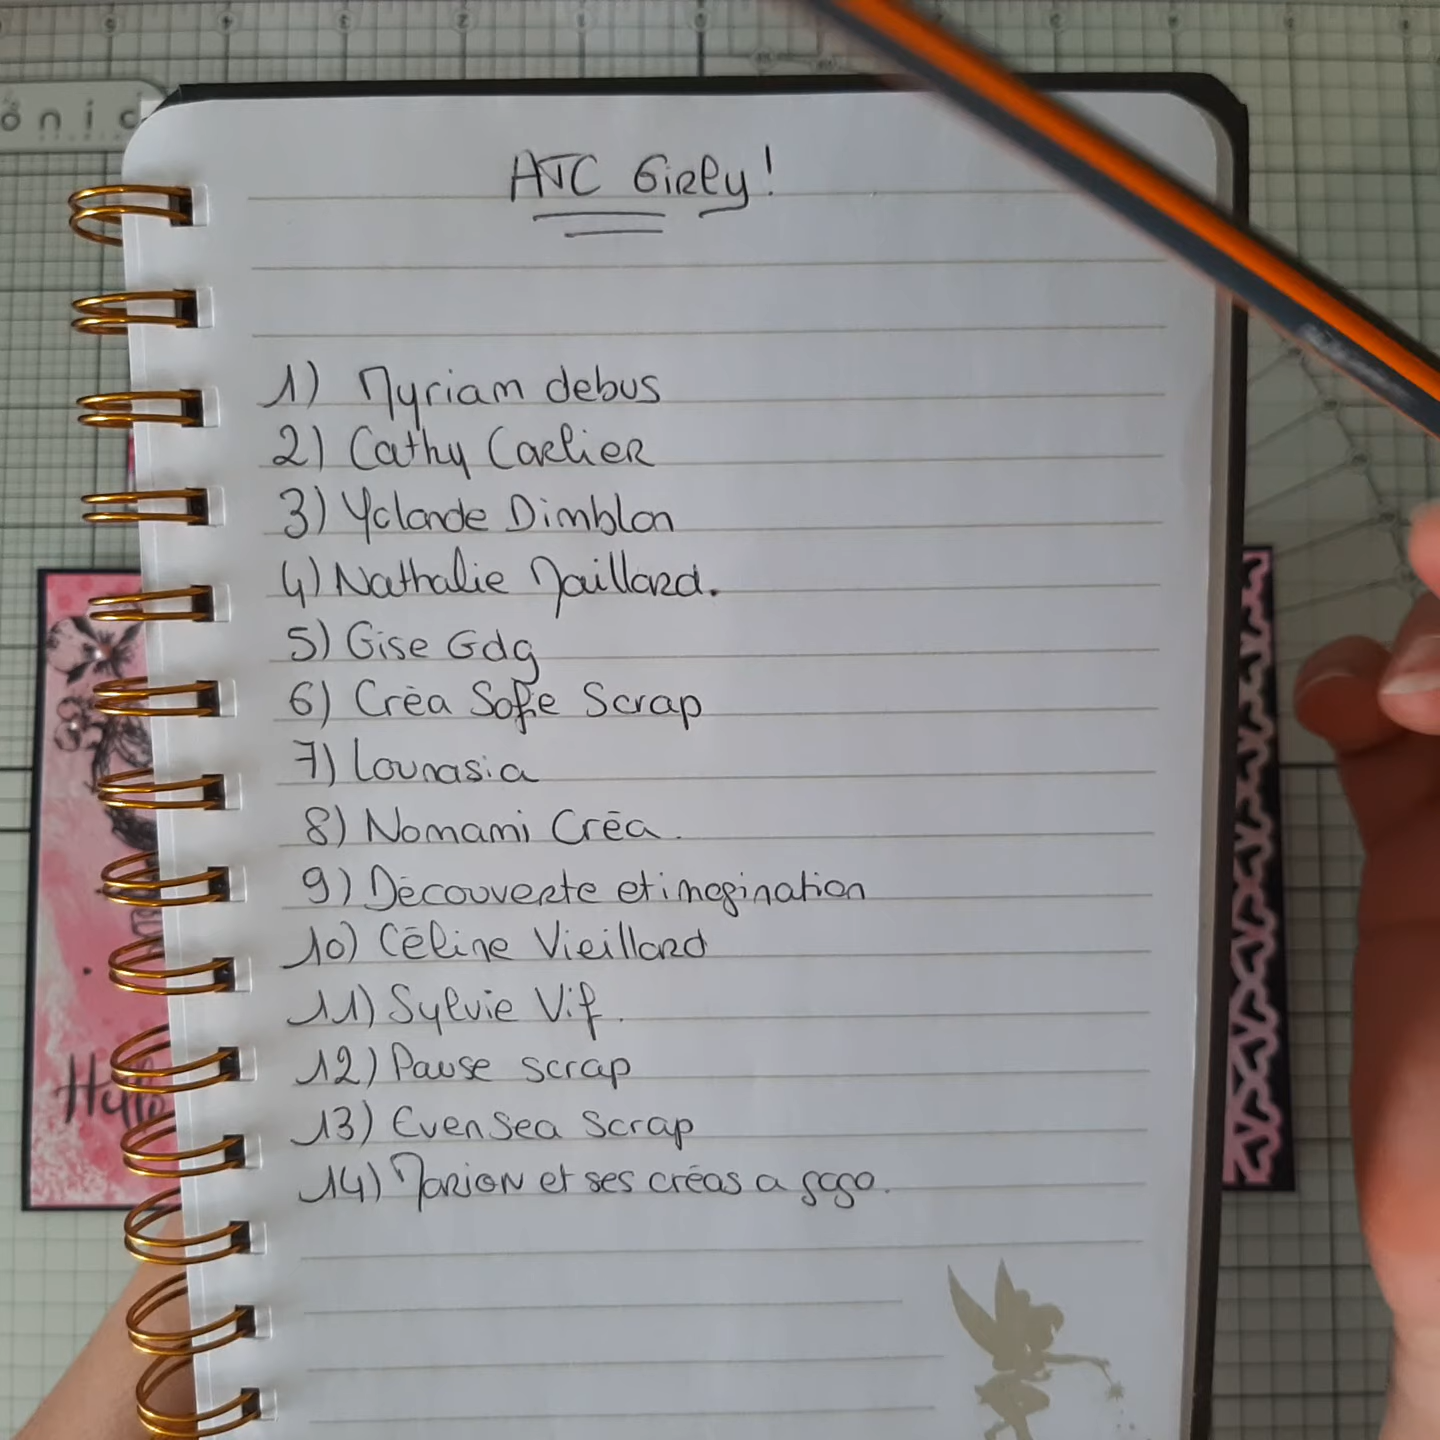 ônid
ATC Girly!
1) Myriam debus
2) Cathy Carlier
3) Yolande Dimblon
4) Nathalie Maillard.
5) Gise Gdg
6) Créa Sofie Scrap
7) Lounasia
8) Nomami Créa.
9) Découverte et imagination
10) Céline Vieillard
11) Sylvie Vif.
12) Pause scrap
13) EvenSea Scrap
14) Marion et ses créas a gogo.